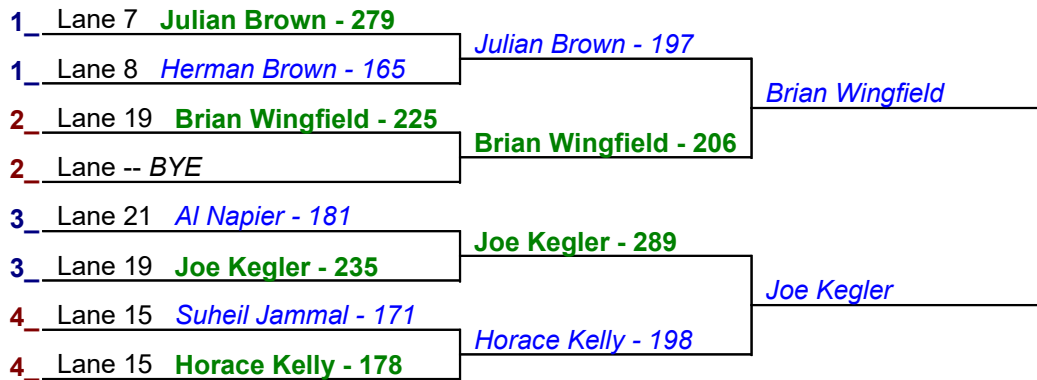 1_ Lane 7 Julian Brown - 279
Julian Brown - 197
1_ Lane 8 Herman Brown - 165
Brian Wingfield
2_ Lane 19 Brian Wingfield - 225
Brian Wingfield - 206
2_ Lane -- BYE
3_ Lane 21 Al Napier - 181
Joe Kegler - 289
3_ Lane 19 Joe Kegler - 235
Joe Kegler
4_ Lane 15 Suheil Jammal - 171
Horace Kelly - 198
4_ Lane 15 Horace Kelly - 178